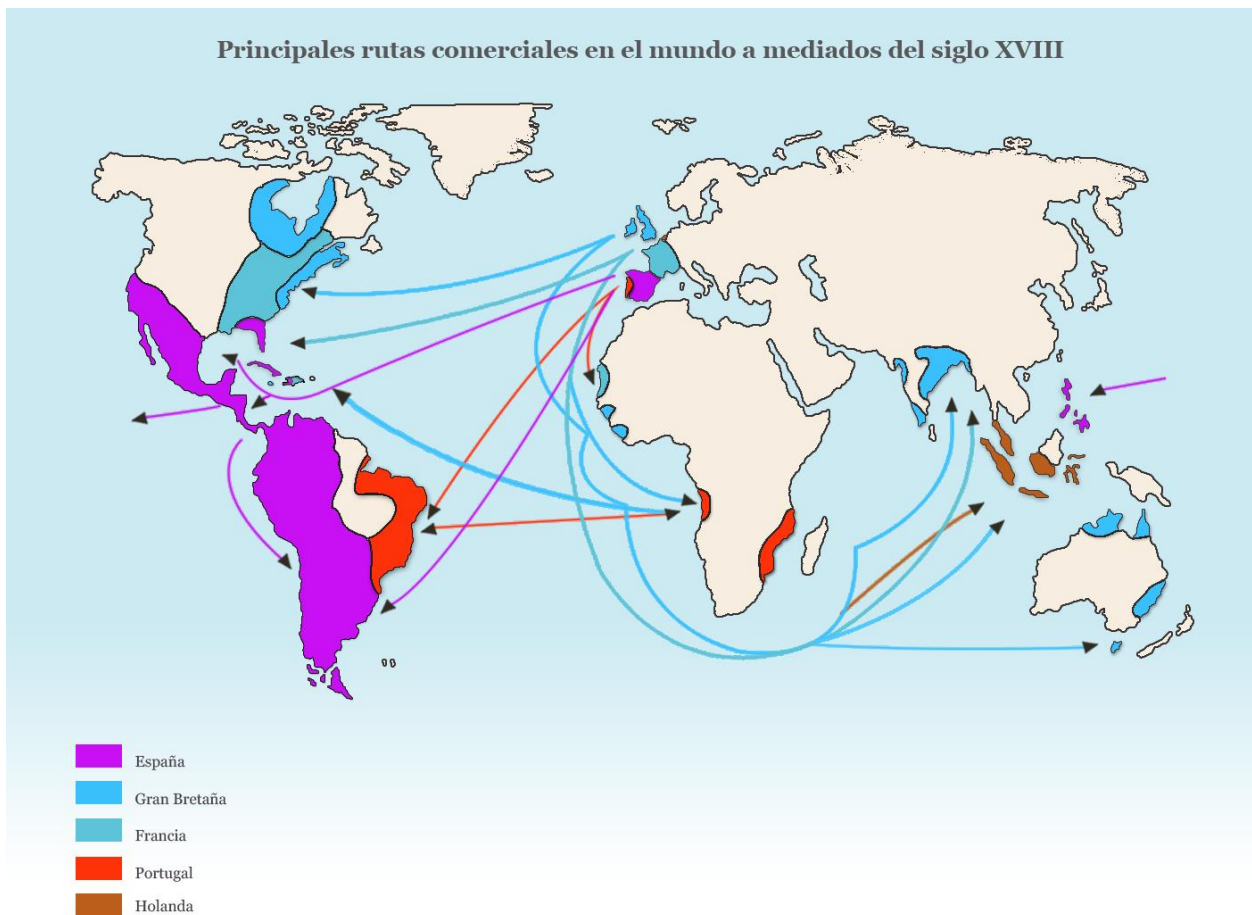 Principales rutas comerciales en el mundo a mediados del siglo XVIII
España
Gran Bretaña
Francia
Portugal
Holanda